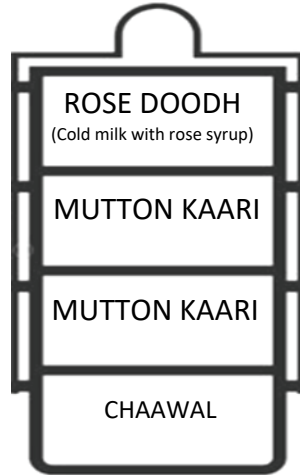 ROSE DOODH
(Cold milk with rose syrup)
MUTTON KAARI
MUTTON KAARI
CHAAWAL